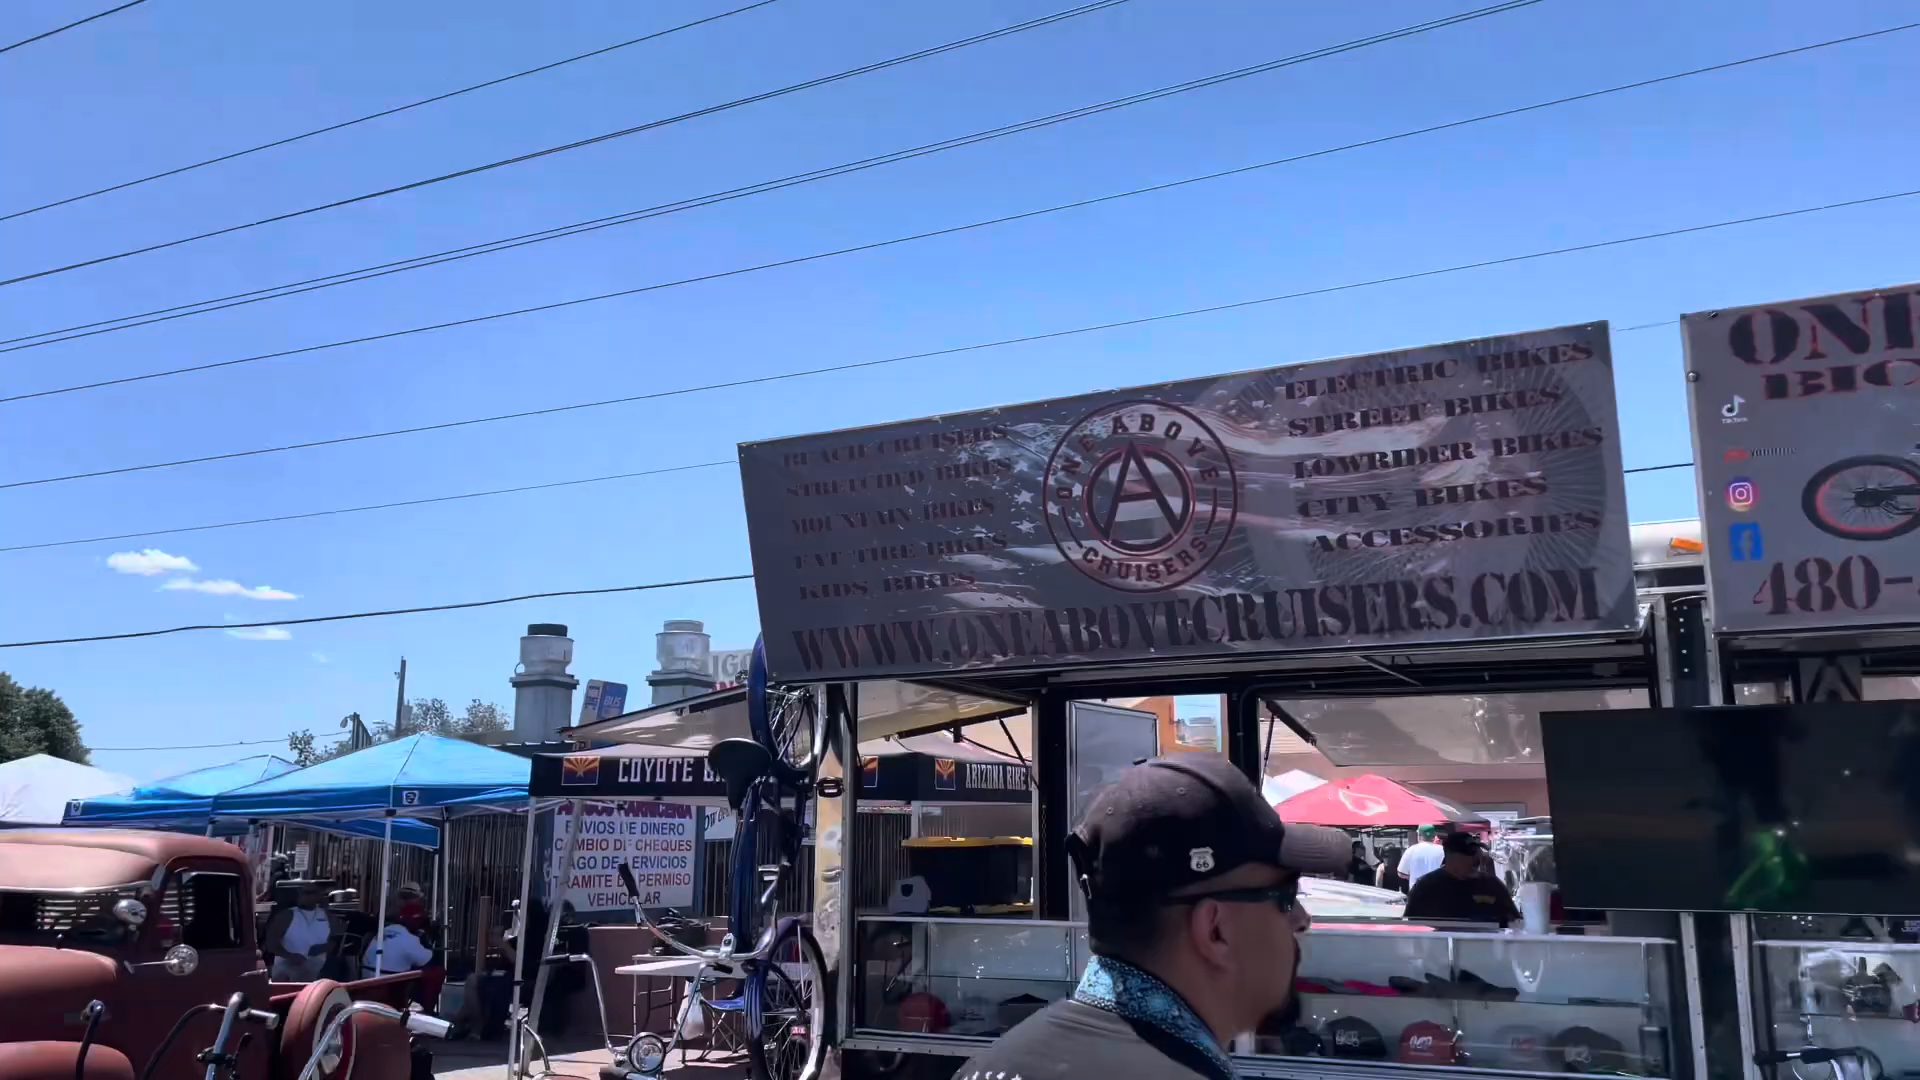 BEACH CRUISERS
STRETCHED BIKES
MOUNTAIN BIKES
FAT TIRE BIKES
KIDS BIKES
ONE ABOVE
A
CRUISERS
ELECTRIC BIKES
STREET BIKES
LOWRIDER BIKES
CITY BIKES
ACCESSORIES
WWW.ONEABOVECRUISERS.COM
ONE
BIC
TikTok
480-
COYOTE
ARIZONA BIKE
ENVIOS DE DINERO
CAMBIO DE CHEQUES
PAGO DE SERVICIOS
TRAMITE DE PERMISO
VEHICULAR
66